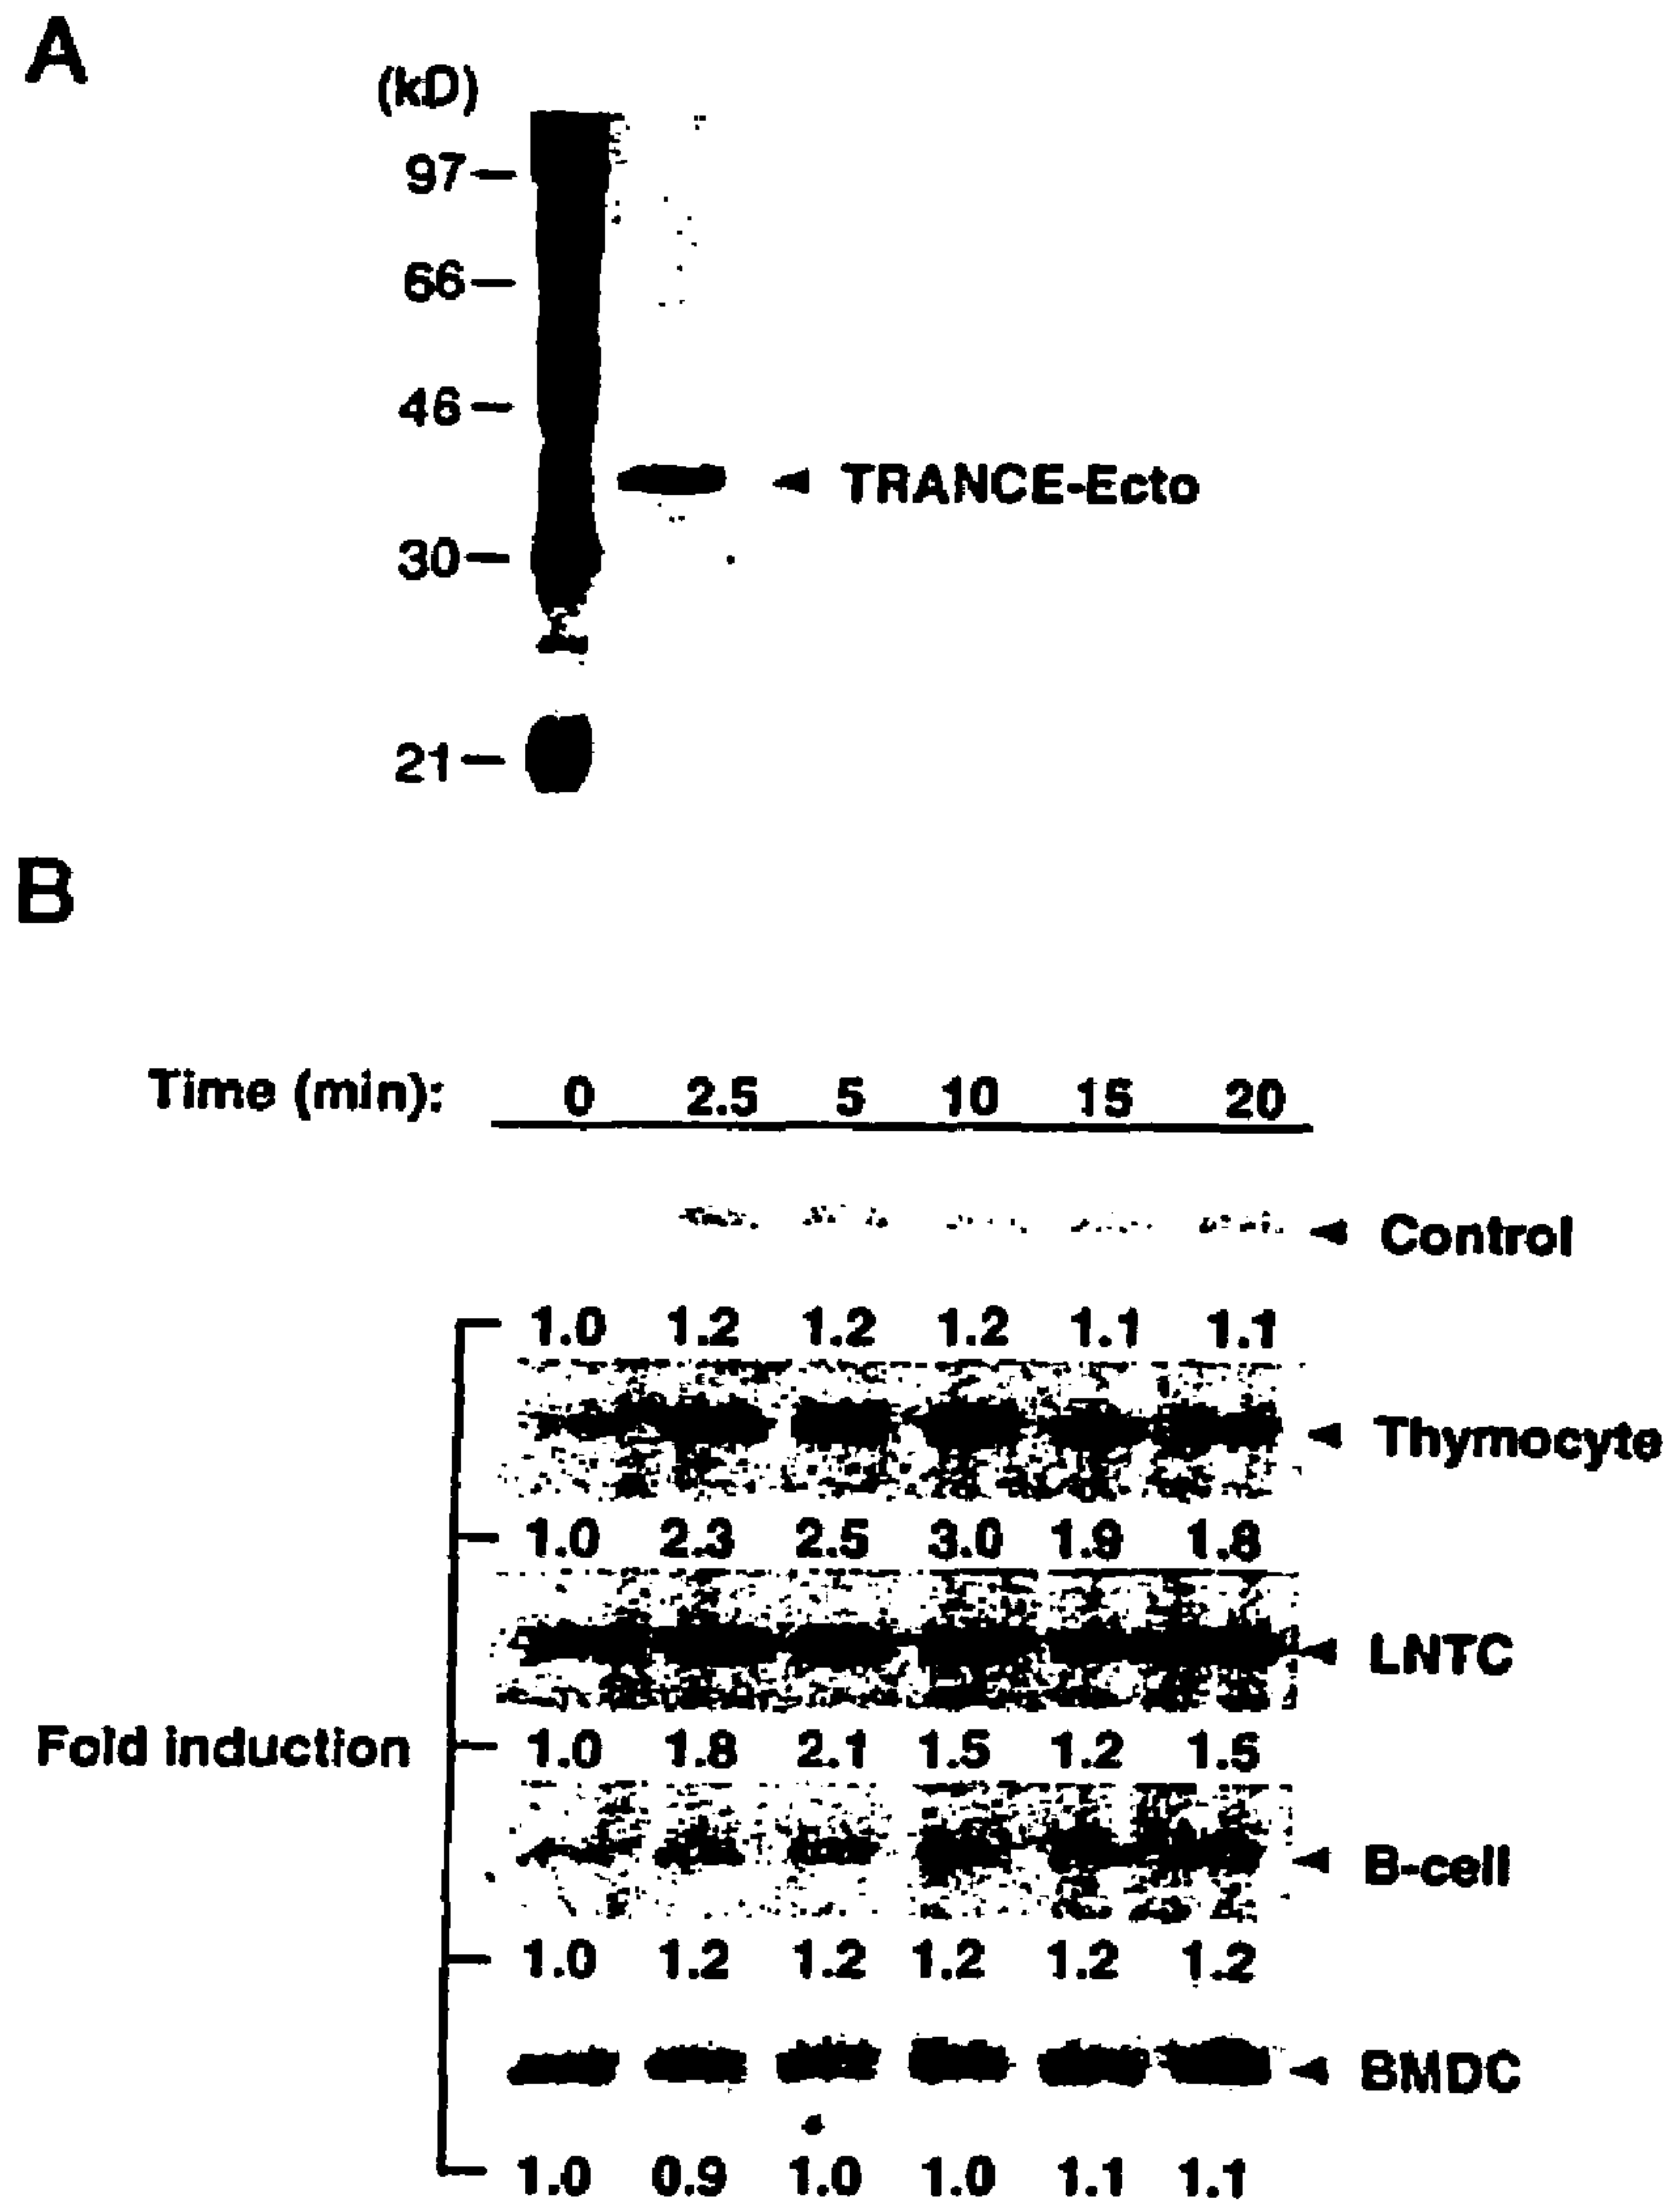 A
(kD)
97
66
46
TRANCE-Ecto
30
21
B
Time (min): 0 2.5 5 10 15 20
Control
1.0 1.2 1.2 1.2 1.1 1.1
Thymocyte
1.0 2.3 2.5 3.0 1.9 1.8
LNTC
Fold induction 1.0 1.8 2.1 1.5 1.2 1.5
B-cell
1.0 1.2 1.2 1.2 1.2 1.2
BMDC
1.0 0.9 1.0 1.0 1.1 1.1